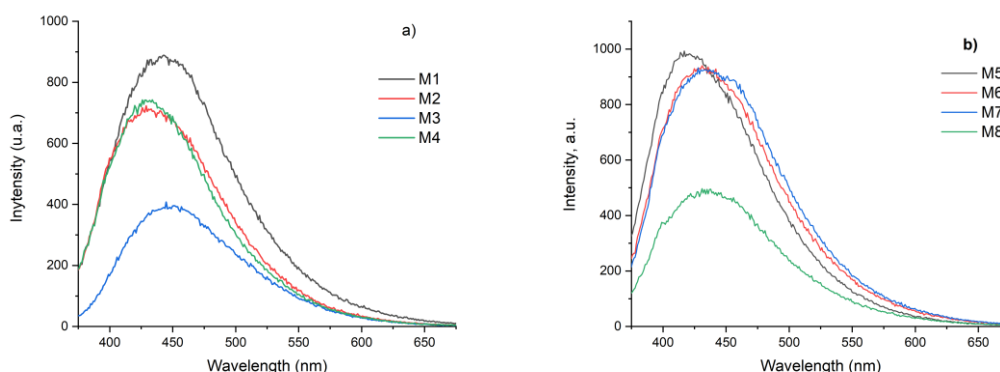 a)
Inytensity (u.a.)
1000
800
600
400
200
0
M1
M2
M3
M4
400 450 500 550 600 650
Wavelength (nm)
b)
Intensity, a.u.
1000
1000
600
400
200
0
M5
M6
M7
M8
400 450 500 550 600 650
Wavelength (nm)